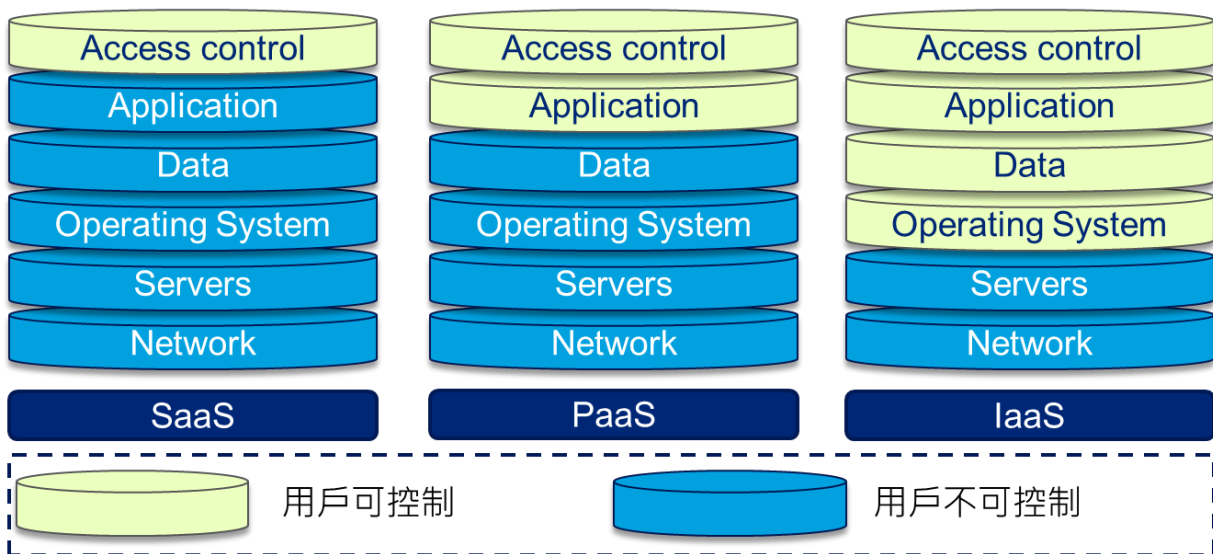 Access control
Application
Data
Operating System
Servers
Network
SaaS
Access control
Application
Data
Operating System
Servers
Network
PaaS
Access control
Application
Data
Operating System
Servers
Network
IaaS
用戶可控制
用戶不可控制